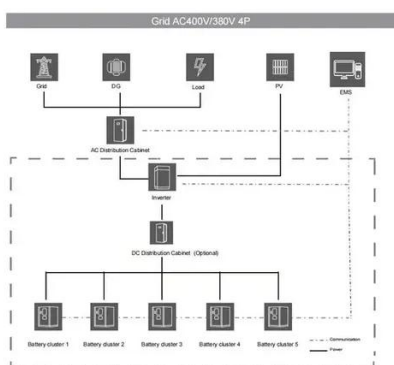 Grid AC400V/380V 4P
Grid
DG
Load
PV
EMS
AC Distribution Cabinet
Inverter
DC Distribution Cabinet (Optional)
Battery cluster 1
Battery cluster 2
Battery cluster 3
Battery cluster 4
Battery cluster 5
Communication
Power